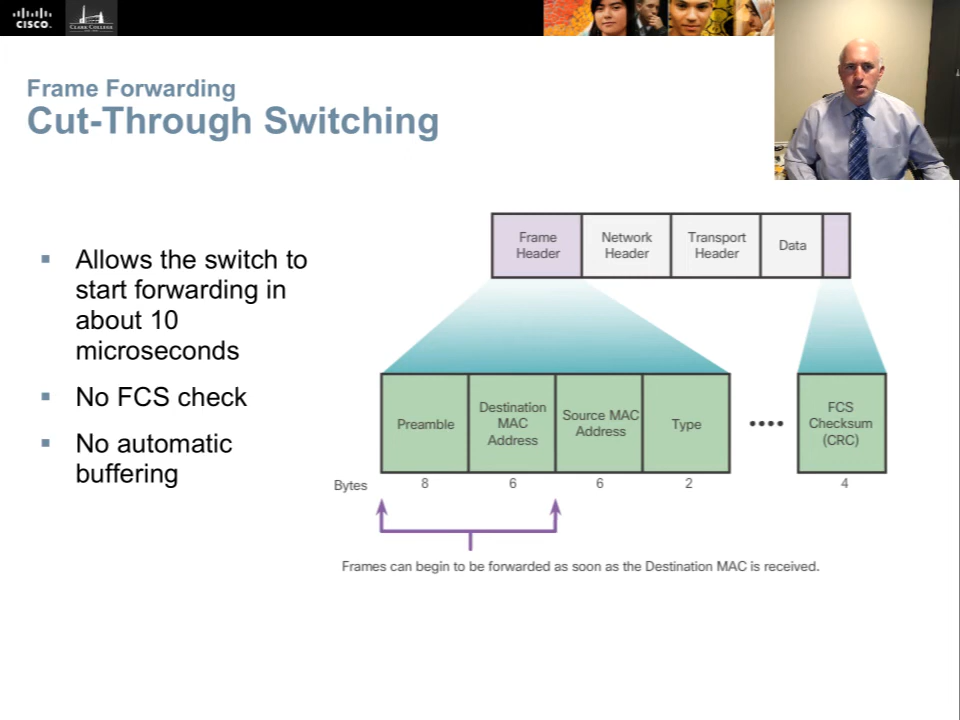 CISCO.
CLARK COLLEGE
Frame Forwarding
Cut-Through Switching
▪ Allows the switch to
start forwarding in
about 10
microseconds
▪ No FCS check
▪ No automatic
buffering
Frame
Header
Network
Header
Transport
Header
Data
Preamble
Destination
MAC
Address
Source MAC
Address
Type
••••
FCS
Checksum
(CRC)
Bytes 8 6 6 2 4
Frames can begin to be forwarded as soon as the Destination MAC is received.